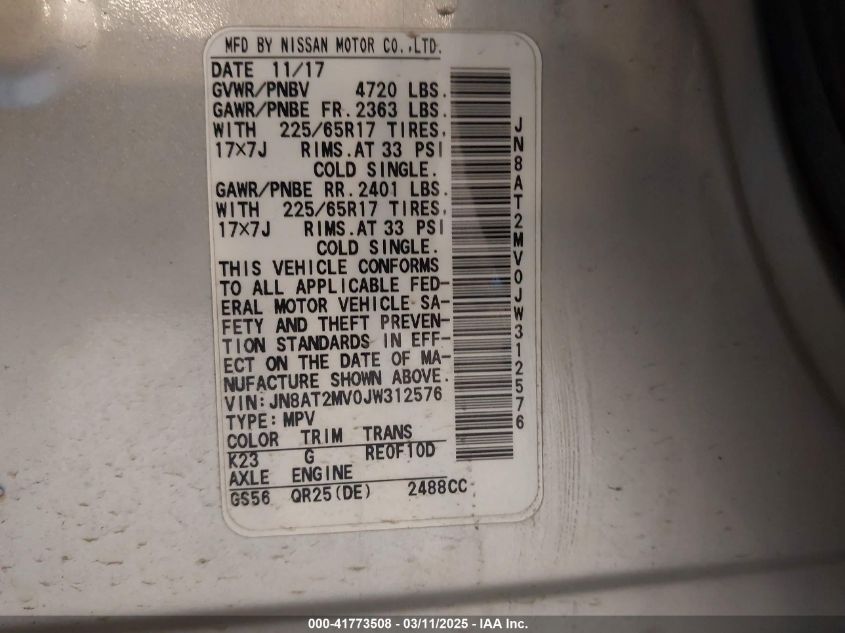 MFD BY NISSAN MOTOR CO.,LTD.
DATE 11/17
GVWR/PNBV 4720 LBS.
GAWR/PNBE FR.2363 LBS.
WITH 225/65R17 TIRES,
17×7J RIMS.AT 33 PSI
COLD SINGLE.
GAWR/PNBE RR.2401 LBS.
WITH 225/65R17 TIRES,
17×7J RIMS.AT 33 PSI
COLD SINGLE.
THIS VEHICLE CONFORMS
TO ALL APPLICABLE FED-
ERAL MOTOR VEHICLE SA-
FETY AND THEFT PREVEN-
TION STANDARDS IN EFF-
ECT ON THE DATE OF MA-
NUFACTURE SHOWN ABOVE.
VIN:JN8AT2MV0JW312576
TYPE:MPV
COLOR TRIM TRANS
K23 G RE0F10D
AXLE ENGINE
GS56 QR25(DE) 2488CC
JN8AT2MV0JW312576
000-41773508 - 03/11/2025 - IAA Inc.